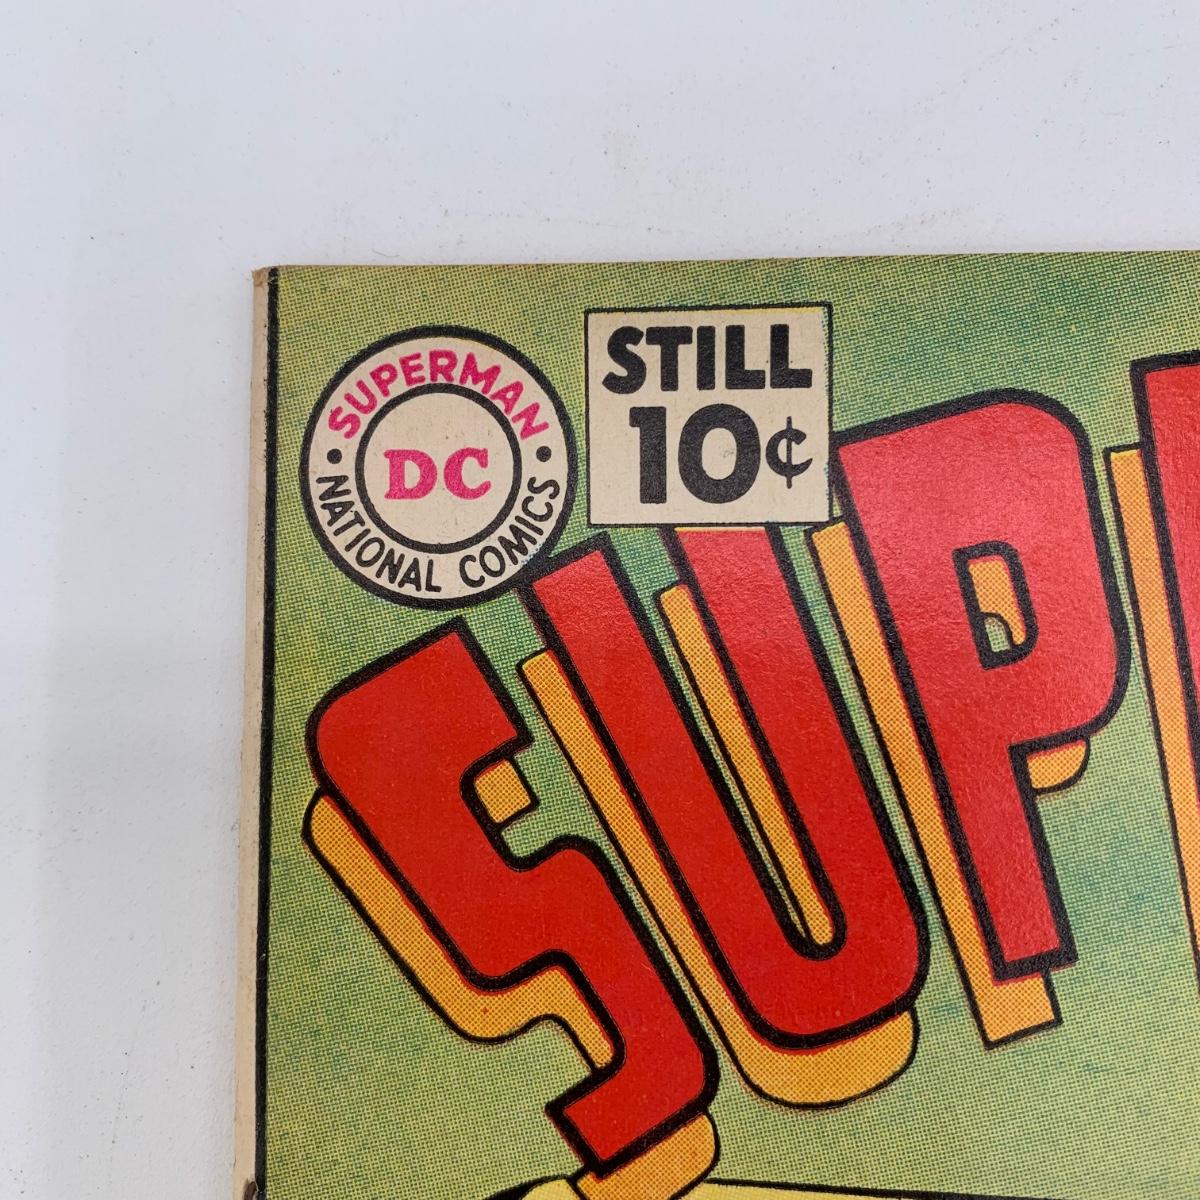 SUPERMAN
DC
• NATIONAL COMICS •
STILL
10¢
SUP